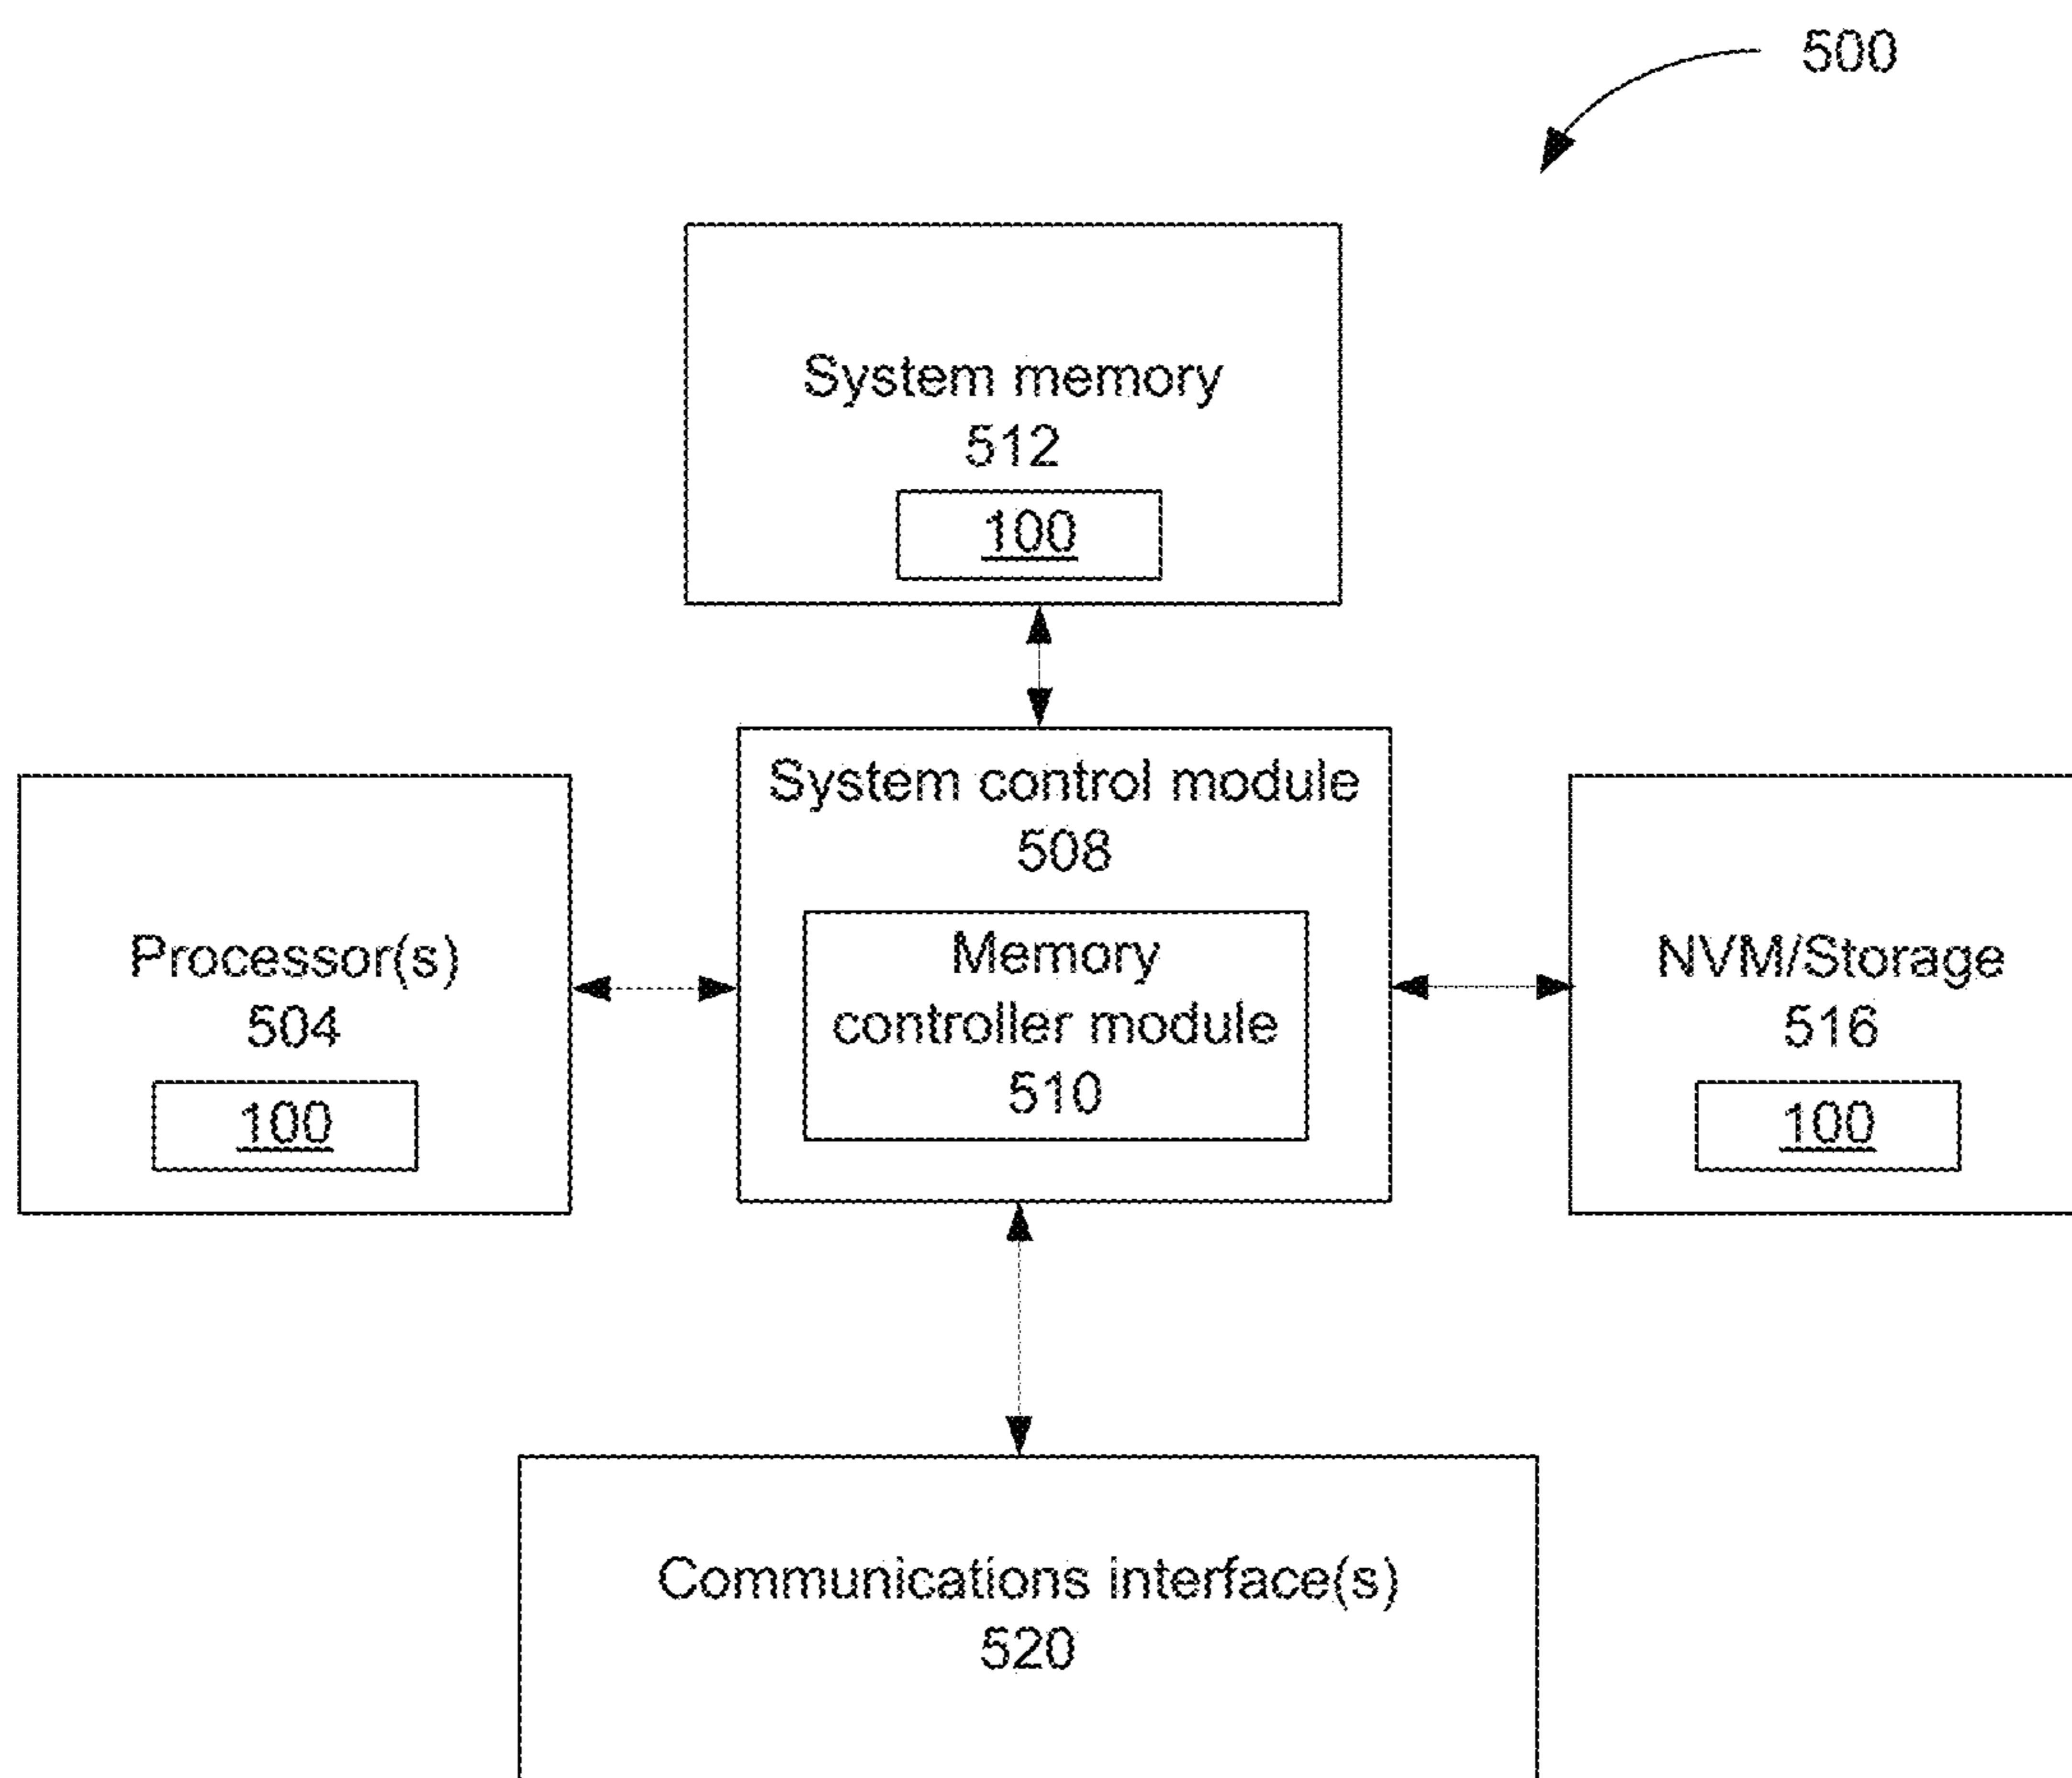 500
System memory
512
100
System control module
508
Memory
controller module
510
Processor(s)
504
100
NVM/Storage
516
100
Communications interface(s)
520